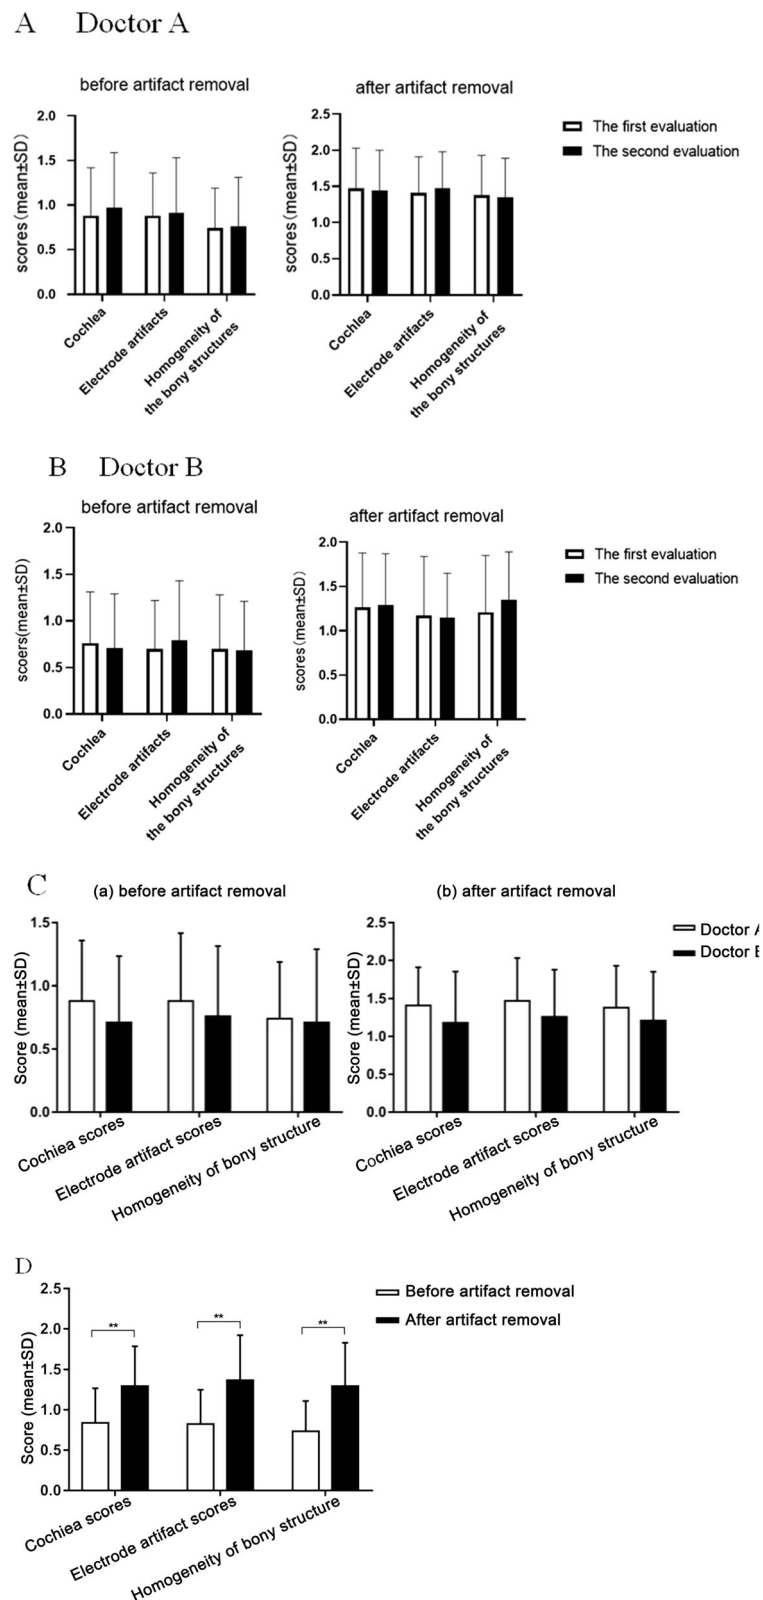 A Doctor A
before artifact removal
after artifact removal
2.0
1.5
1.0
0.5
0.0
scores(mean±SD)
Cochlea
Electrode artifacts
Homogeneity of
the bony structures
2.5
2.0
1.5
1.0
0.5
0.0
scores(mean±SD)
Cochlea
Electrode artifacts
Homogeneity of
the bony structures
The first evaluation
The second evaluation
B Doctor B
before artifact removal
after artifact removal
2.0
1.5
1.0
0.5
0.0
scoers(mean±SD)
Cochlea
Electrode artifacts
Homogeneity of
the bony structures
2.0
1.5
1.0
0.5
0.0
scores(mean±SD)
Cochlea
Electrode artifacts
Homogeneity of
the bony structures
The first evaluation
The second evaluation
C
(a) before artifact removal
(b) after artifact removal
1.5
1.0
0.5
0.0
Score (mean±SD)
Cochiea scores
Electrode artifact scores
Homogeneity of bony structure
2.5
2.0
1.5
1.0
0.5
0.0
Score (mean±SD)
Cochiea scores
Electrode artifact scores
Homogeneity of bony structure
Doctor A
Doctor B
D
2.5
2.0
1.5
1.0
0.5
0.0
Score (mean±SD)
**
**
**
Cochiea scores
Electrode artifact scores
Homogeneity of bony structure
Before artifact removal
After artifact removal